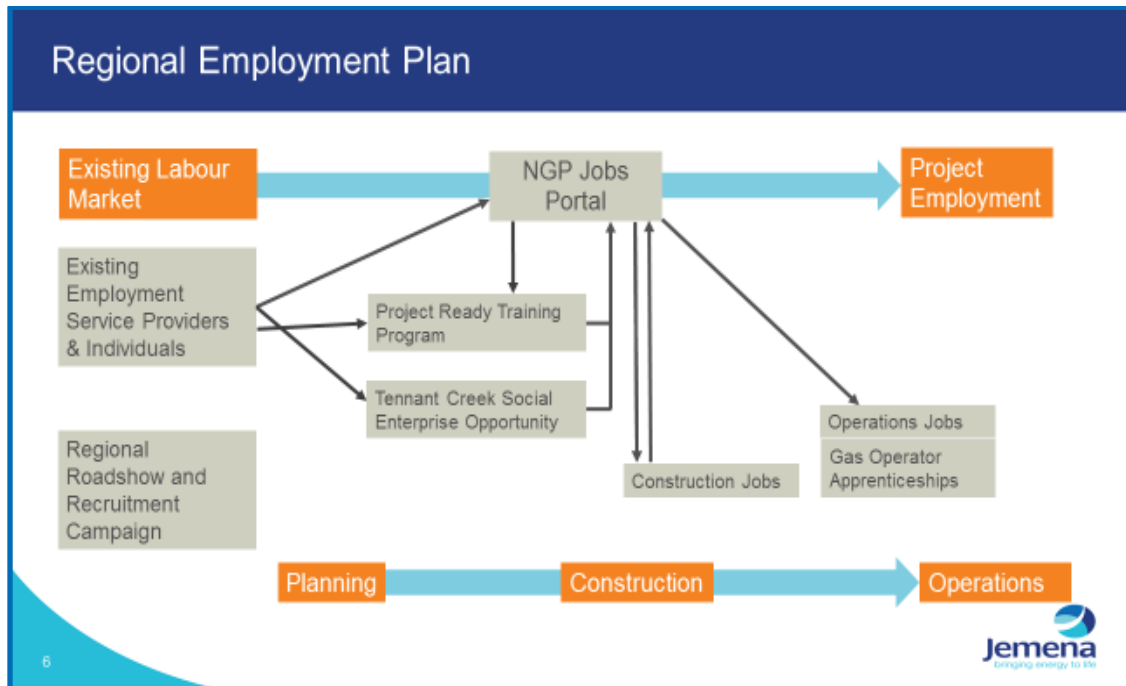 Regional Employment Plan
Existing Labour
Market
NGP Jobs
Portal
Project
Employment
Existing
Employment
Service Providers
& Individuals
Project Ready Training
Program
Tennant Creek Social
Enterprise Opportunity
Regional
Roadshow and
Recruitment
Campaign
Construction Jobs
Operations Jobs
Gas Operator
Apprenticeships
Planning
Construction
Operations
6
Jemena
bringing energy to life